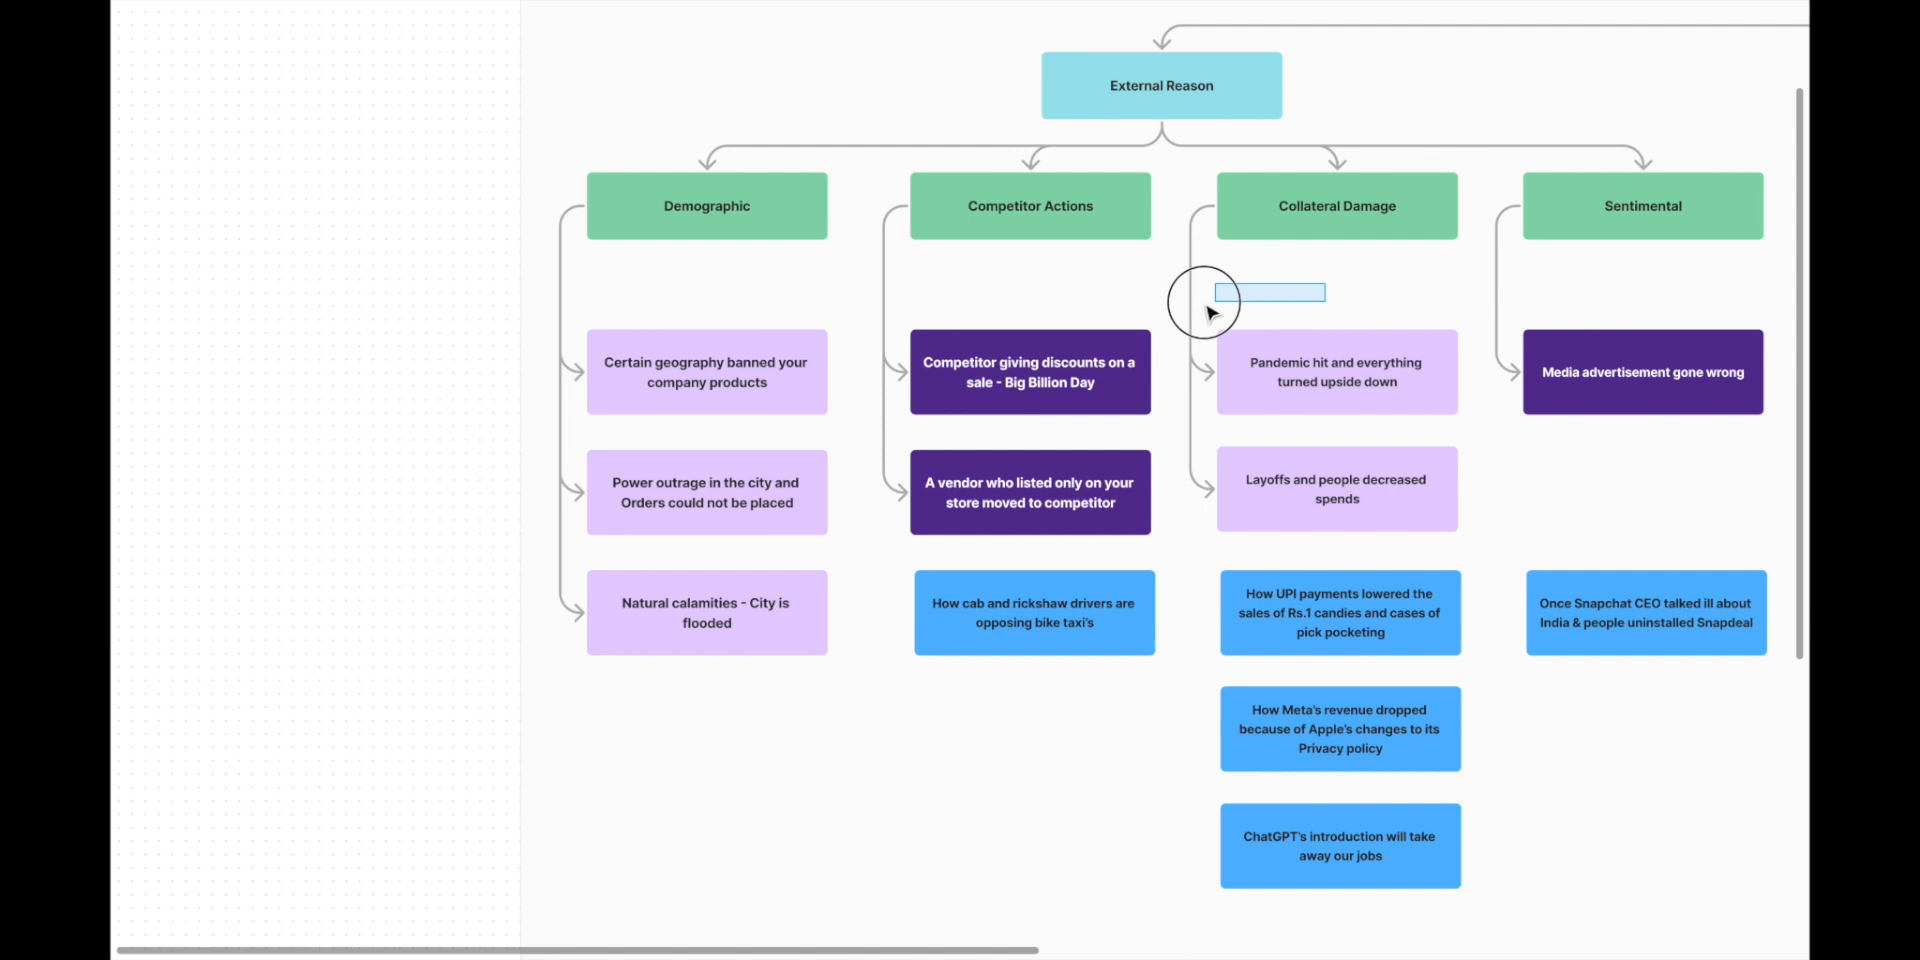 External Reason
Demographic
Competitor Actions
Collateral Damage
Sentimental
Certain geography banned your
company products
Competitor giving discounts on a
sale - Big Billion Day
Pandemic hit and everything
turned upside down
Media advertisement gone wrong
Power outrage in the city and
Orders could not be placed
A vendor who listed only on your
store moved to competitor
Layoffs and people decreased
spends
Natural calamities - City is
flooded
How cab and rickshaw drivers are
opposing bike taxi's
How UPI payments lowered the
sales of Rs.1 candies and cases of
pick pocketing
Once Snapchat CEO talked ill about
India & people uninstalled Snapdeal
How Meta's revenue dropped
because of Apple's changes to its
Privacy policy
ChatGPT's introduction will take
away our jobs